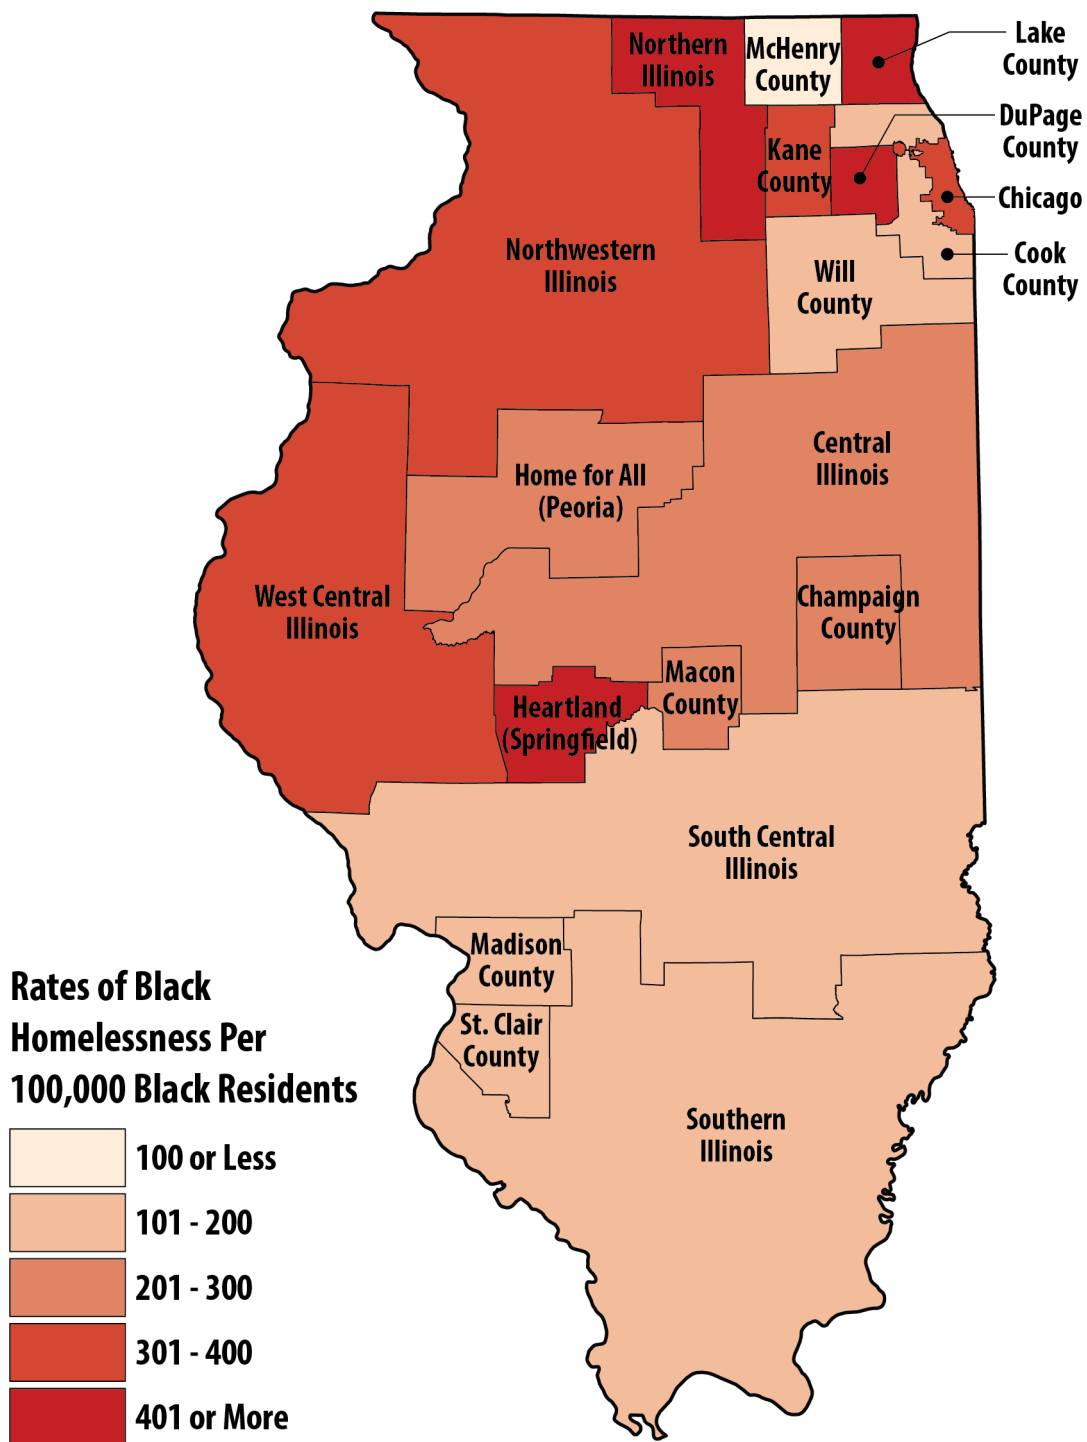 Northern
Illinois
McHenry
County
Lake
County
DuPage
County
Kane
County
Chicago
Northwestern
Illinois
Will
County
Cook
County
Central
Illinois
Home for All
(Peoria)
West Central
Illinois
Champaign
County
Macon
County
Heartland
(Springfield)
South Central
Illinois
Madison
County
St. Clair
County
Southern
Illinois
Rates of Black
Homelessness Per
100,000 Black Residents
100 or Less
101 - 200
201 - 300
301 - 400
401 or More